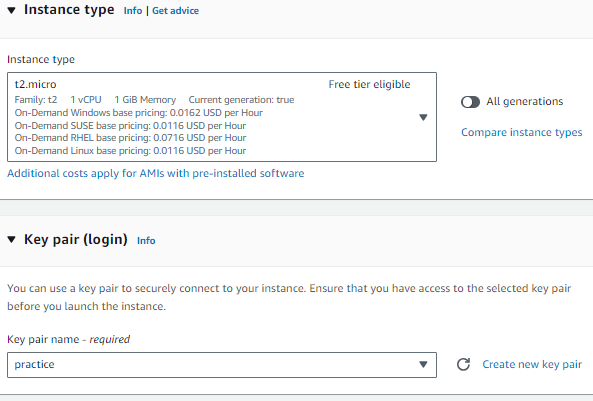 Instance type Info | Get advice
Instance type
t2.micro Free tier eligible
Family: t2 1 vCPU 1 GiB Memory Current generation: true
On-Demand Windows base pricing: 0.0162 USD per Hour
On-Demand SUSE base pricing: 0.0116 USD per Hour
On-Demand RHEL base pricing: 0.0716 USD per Hour
On-Demand Linux base pricing: 0.0116 USD per Hour
All generations
Compare instance types
Additional costs apply for AMIs with pre-installed software
Key pair (login) Info
You can use a key pair to securely connect to your instance. Ensure that you have access to the selected key pair
before you launch the instance.
Key pair name - required
practice
Create new key pair